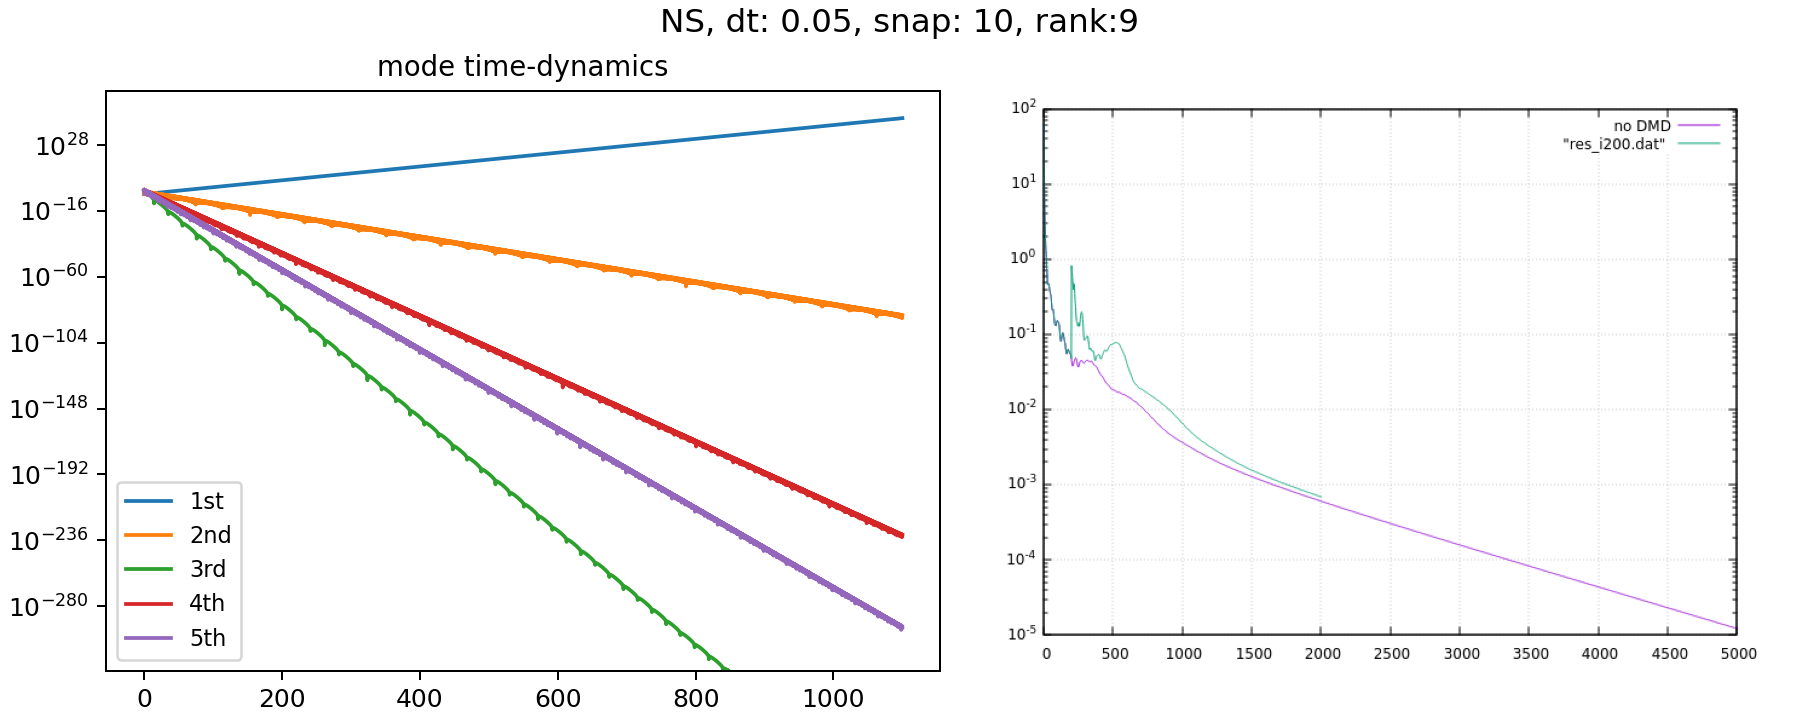 NS, dt: 0.05, snap: 10, rank:9
mode time-dynamics
10^28
10^-16
10^-60
10^-104
10^-148
10^-192
10^-236
10^-280
1st
2nd
3rd
4th
5th
0 200 400 600 800 1000
10^2
10^1
10^0
10^-1
10^-2
10^-3
10^-4
10^-5
no DMD
"res_i200.dat"
0 500 1000 1500 2000 2500 3000 3500 4000 4500 5000